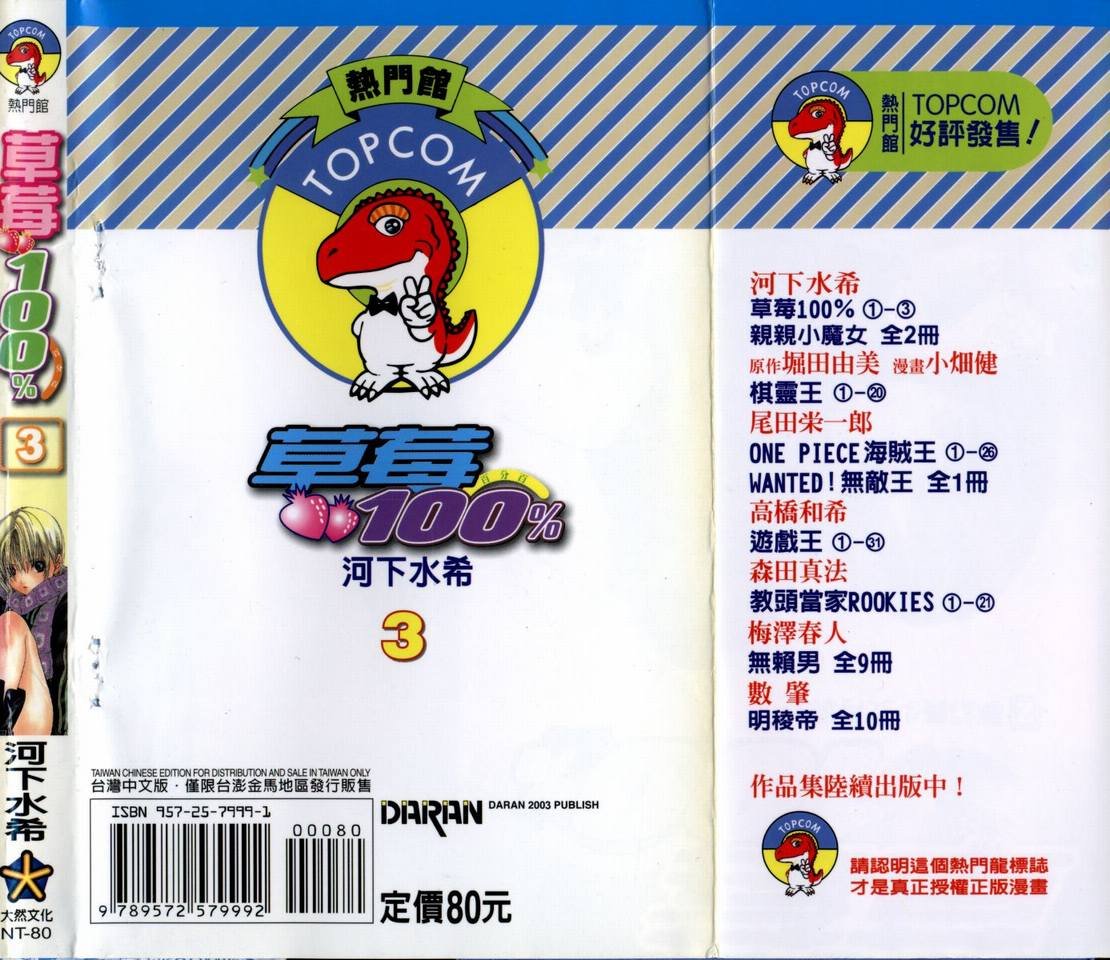 TOPCOM
熱門館
草莓
100%
3
河下水希
大然文化
NT-80
熱門館
TOPCOM
草莓
百分百
100%
河下水希
3
TAIWAN CHINESE EDITION FOR DISTRIBUTION AND SALE IN TAIWAN ONLY
台灣中文版·僅限台澎金馬地區發行販售
ISBN 957-25-7999-1
00080
9 789572 579992
DARAN DARAN 2003 PUBLISH
定價80元
TOPCOM
熱門館
TOPCOM
好評發售!
河下水希
草莓100% ①-③
親親小魔女 全2冊
原作堀田由美 漫畫小畑健
棋靈王 ①-⑳
尾田栄一郎
ONE PIECE海賊王 ①-㉖
WANTED!無敵王 全1冊
高橋和希
遊戲王 ①-㉛
森田真法
教頭當家ROOKIES ①-㉑
梅澤春人
無賴男 全9冊
數 肇
明稜帝 全10冊
作品集陸續出版中!
TOPCOM
請認明這個熱門龍標誌
才是真正授權正版漫畫